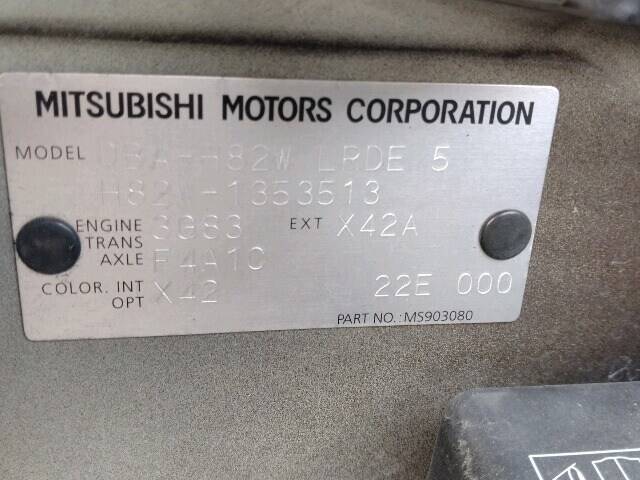 MITSUBISHI MOTORS CORPORATION
MODEL DBA-H82W LRDE 5
H82W-1353513
ENGINE 3G83 EXT X42A
TRANS
AXLE F4A1C
COLOR. INT X42 22E 000
OPT
PART NO.: MS903080